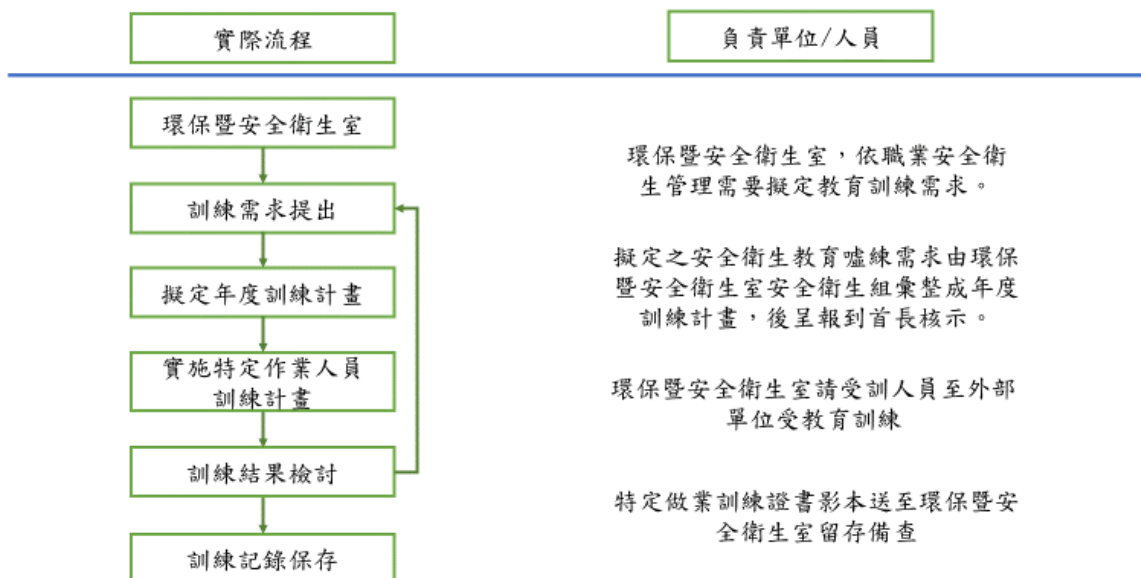 實際流程
負責單位/人員
環保暨安全衛生室
訓練需求提出
擬定年度訓練計畫
實施特定作業人員
訓練計畫
訓練結果檢討
訓練記錄保存
環保暨安全衛生室，依職業安全衛
生管理需要擬定教育訓練需求。
擬定之安全衛生教育噓練需求由環保
暨安全衛生室安全衛生組彙整成年度
訓練計畫，後呈報到首長核示。
環保暨安全衛生室請受訓人員至外部
單位受教育訓練
特定做業訓練證書影本送至環保暨安
全衛生室留存備查